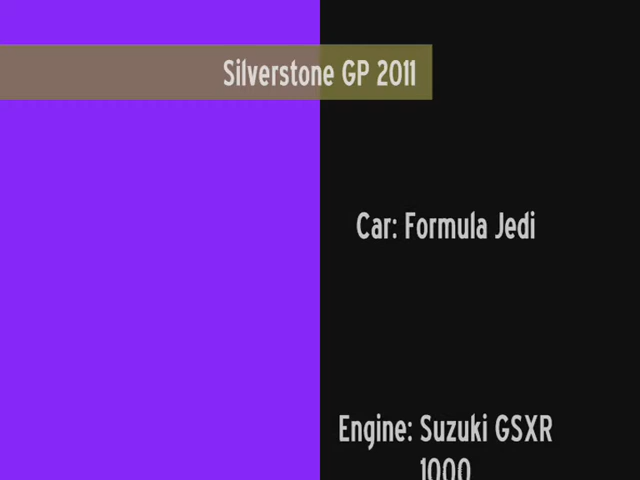 Silverstone GP 2011
Car: Formula Jedi
Engine: Suzuki GSXR
1000